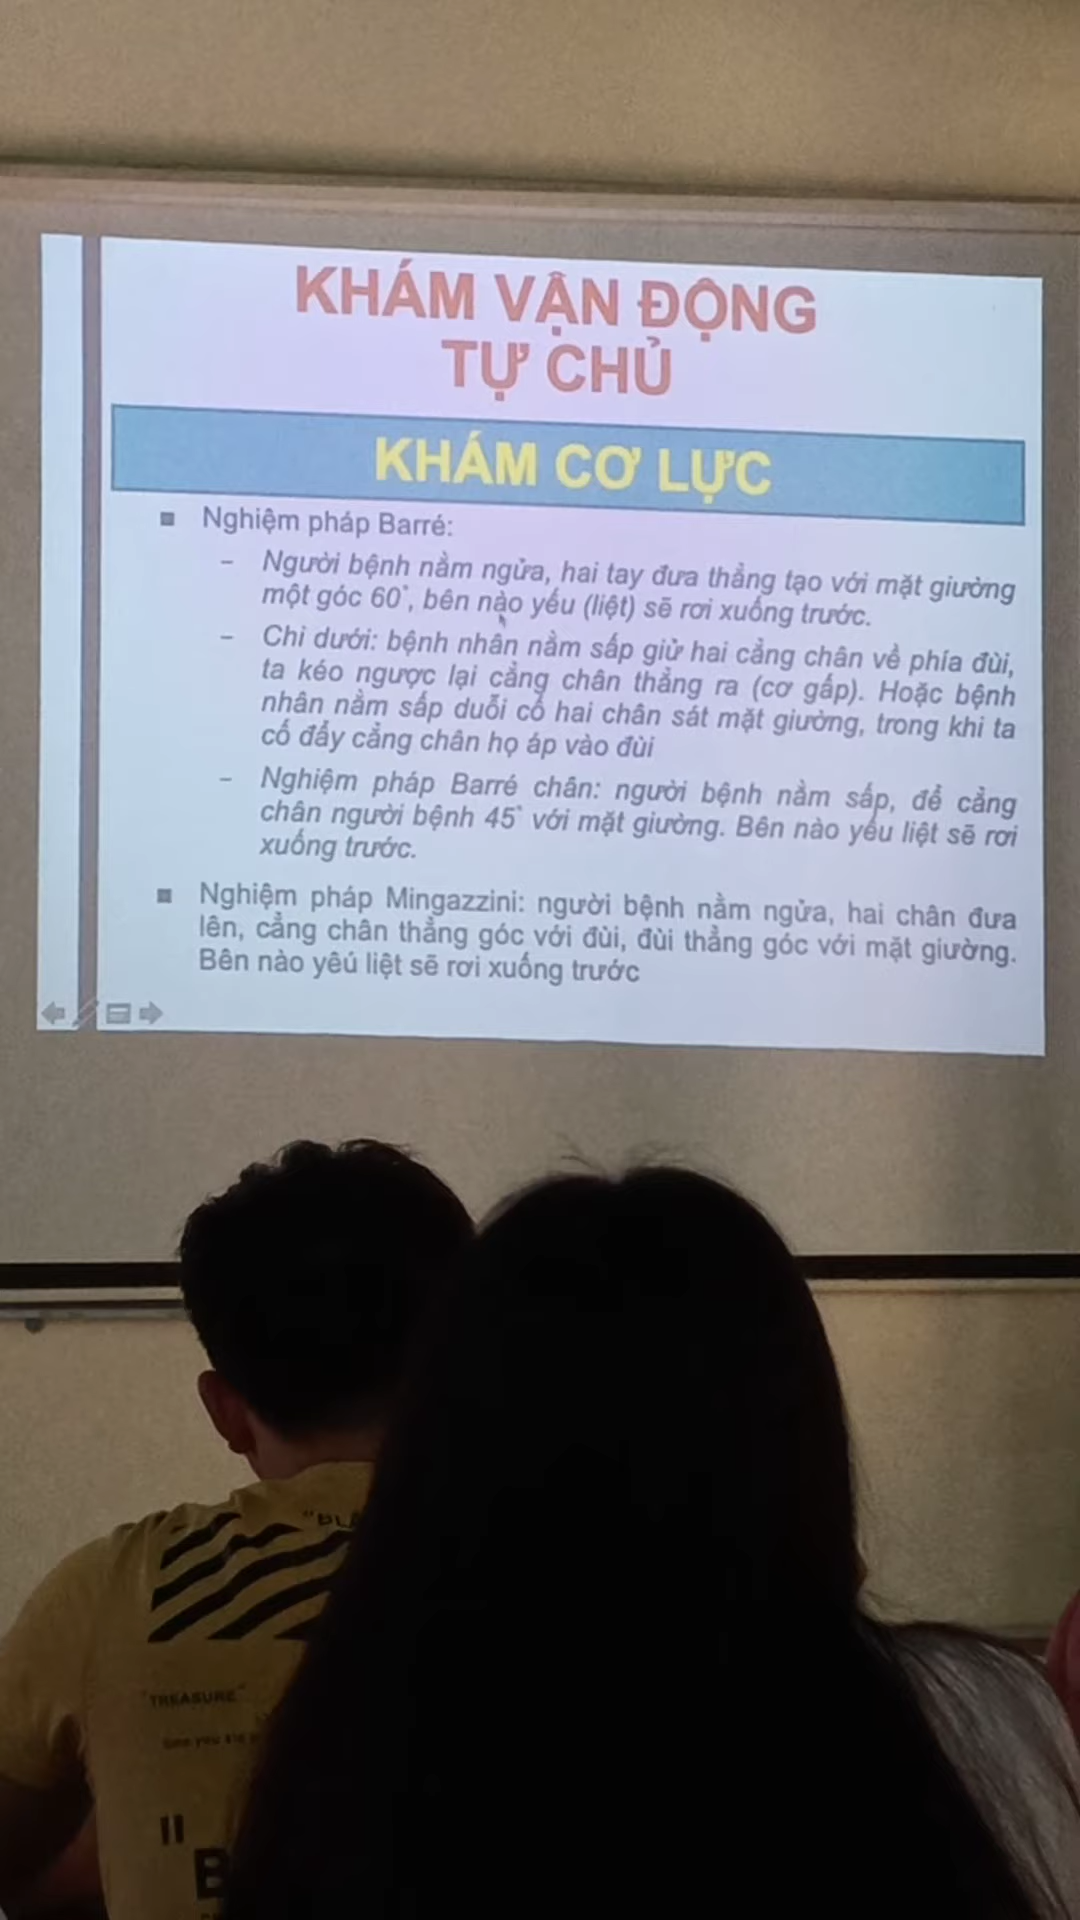 KHÁM VẬN ĐỘNG
TỰ CHỦ
KHÁM CƠ LỰC
▪ Nghiệm pháp Barré:
– Người bệnh nằm ngửa, hai tay đưa thẳng tạo với mặt giường
một góc 60°, bên nào yếu (liệt) sẽ rơi xuống trước.
– Chi dưới: bệnh nhân nằm sấp giữ hai cẳng chân về phía đùi,
ta kéo ngược lại cẳng chân thẳng ra (cơ gấp). Hoặc bệnh
nhân nằm sấp duỗi cố hai chân sát mặt giường, trong khi ta
cố đẩy cẳng chân họ áp vào đùi
– Nghiệm pháp Barré chân: người bệnh nằm sấp, để cẳng
chân người bệnh 45° với mặt giường. Bên nào yếu liệt sẽ rơi
xuống trước.
▪ Nghiệm pháp Mingazzini: người bệnh nằm ngửa, hai chân đưa
lên, cẳng chân thẳng góc với đùi, đùi thẳng góc với mặt giường.
Bên nào yêú liệt sẽ rơi xuống trước
"BLA
"TREASURE"
"
B